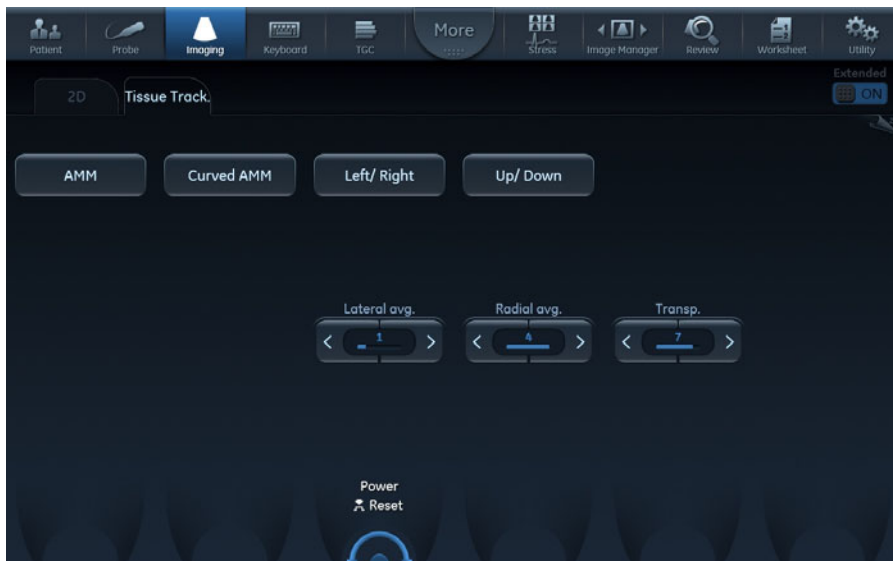 Patient
Probe
Imaging
Keyboard
TGC
More
Stress
Image Manager
Review
Worksheet
Utility
Extended
ON
2D
Tissue Track.
AMM
Curved AMM
Left/ Right
Up/ Down
Lateral avg.
Radial avg.
Transp.
1
4
7
Power
Reset